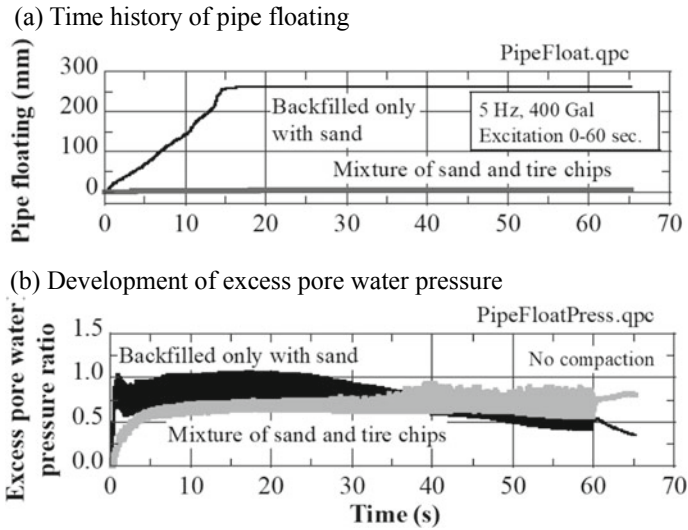 (a) Time history of pipe floating
PipeFloat.qpc
Pipe floating (mm)
300
200
100
0
Backfilled only
with sand
5 Hz, 400 Gal
Excitation 0-60 sec.
Mixture of sand and tire chips
0 10 20 30 40 50 60 70
(b) Development of excess pore water pressure
PipeFloatPress.qpc
Excess pore water
pressure ratio
1.5
1.0
0.5
0.0
Backfilled only with sand
No compaction
Mixture of sand and tire chips
0 10 20 30 40 50 60 70
Time (s)